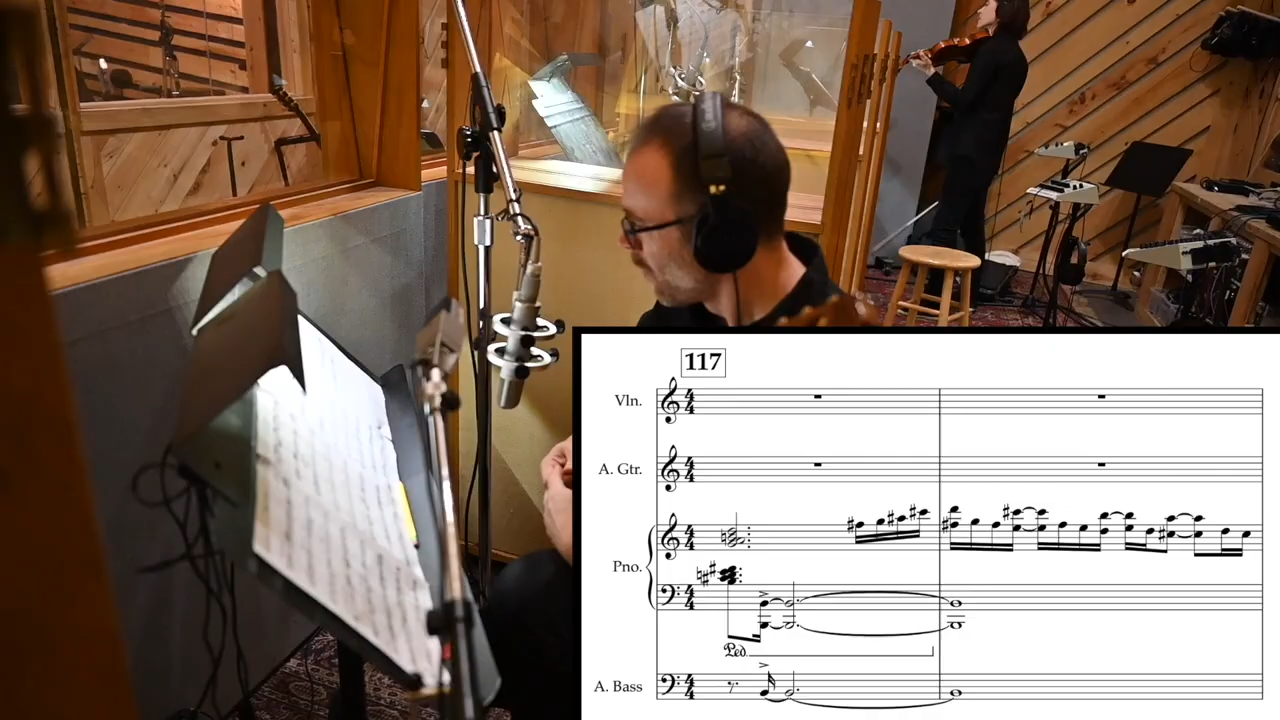 117
Vln.
A. Gtr.
Pno.
Ped.
A. Bass